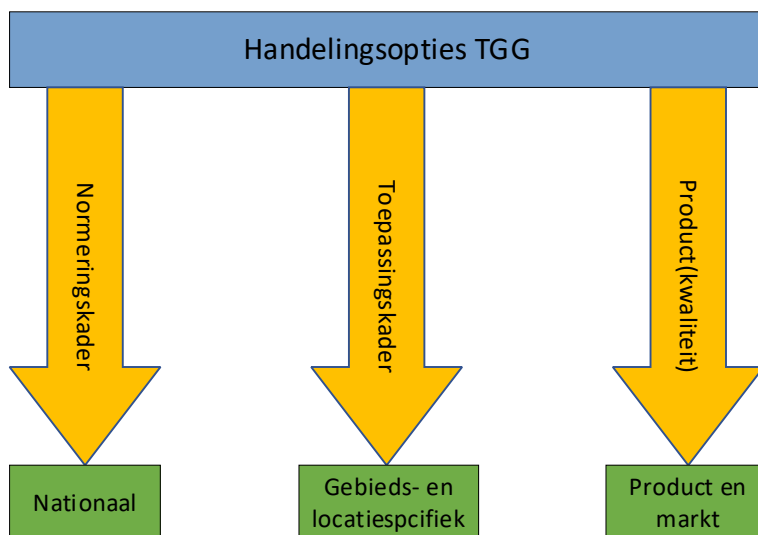 Handelingsopties TGG
Normeringskader
Toepassingskader
Product(kwaliteit)
Nationaal
Gebieds- en
locatiespcifiek
Product en
markt